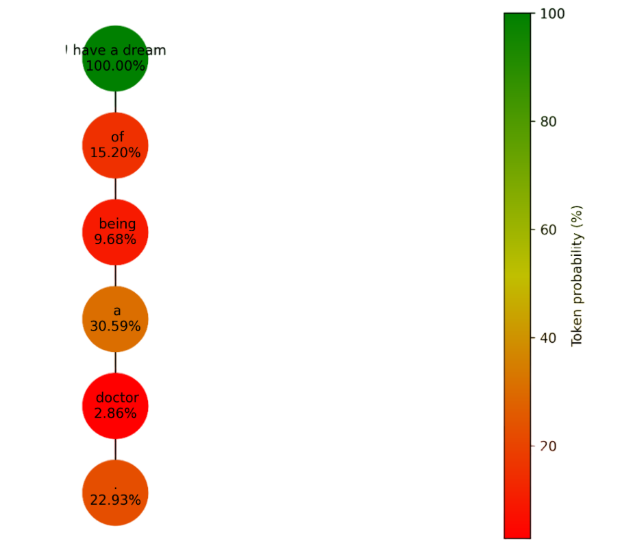 I have a dream
100.00%
of
15.20%
being
9.68%
a
30.59%
doctor
2.86%
.
22.93%
100
80
60
40
20
Token probability (%)